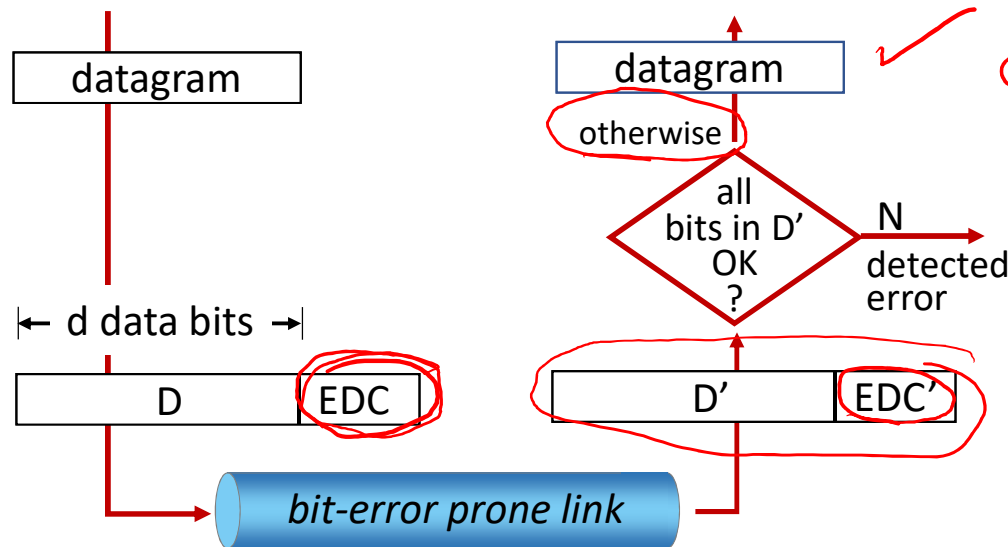 datagram
datagram
otherwise
all
bits in D’
OK
?
N
detected
error
d data bits
D
EDC
D’
EDC’
bit-error prone link